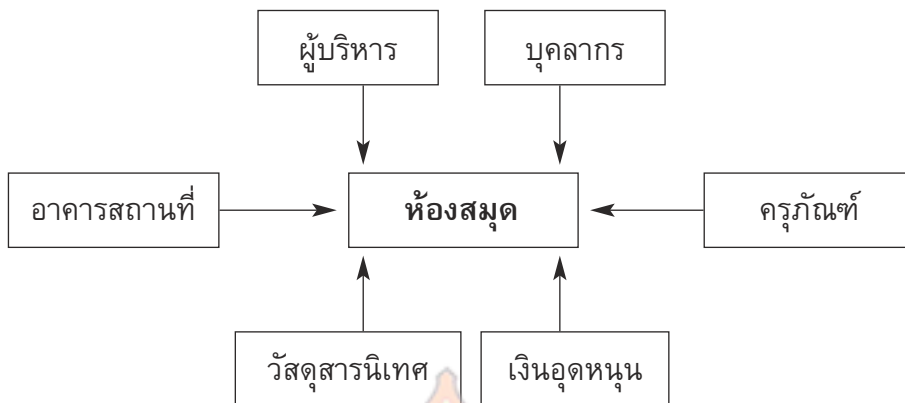 ผู้บริหาร บุคลากร
อาคารสถานที่ ห้องสมุด ครุภัณฑ์
วัสดุสารนิเทศ เงินอุดหนุน